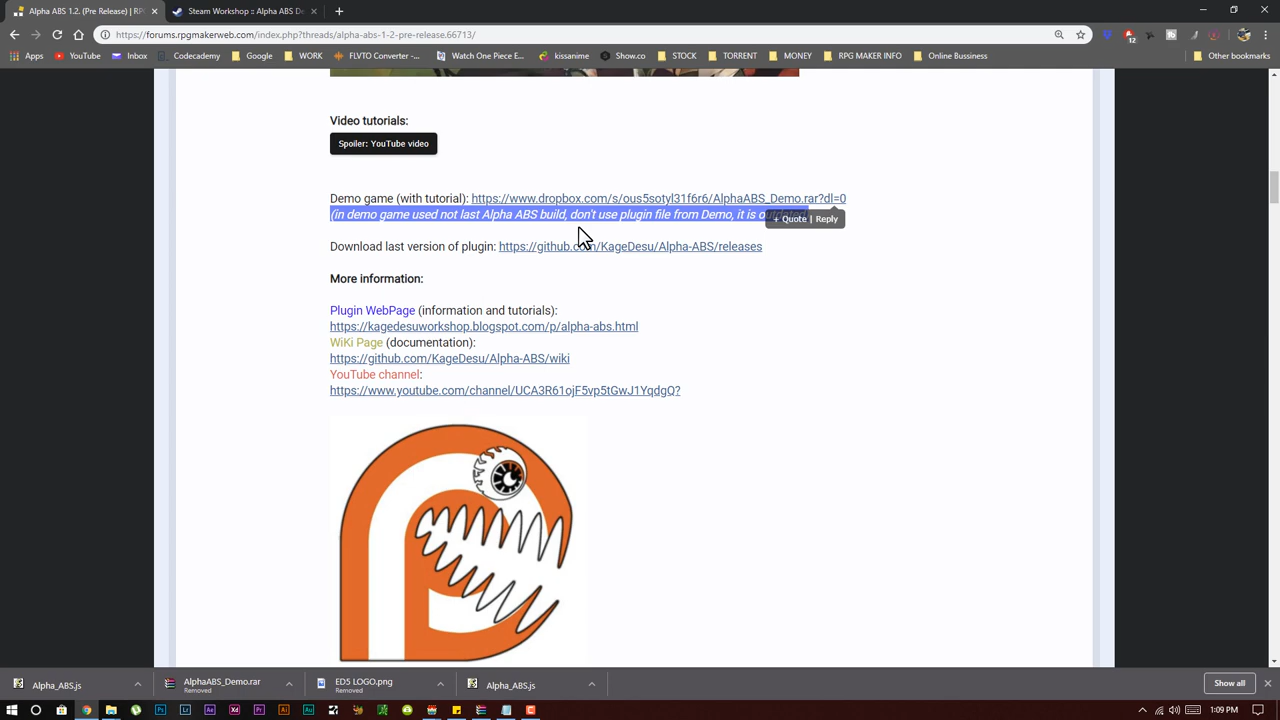 Alpha ABS 1.2. (Pre Release) | RP
Steam Workshop :: Alpha ABS De
https://forums.rpgmakerweb.com/index.php?threads/alpha-abs-1-2-pre-release.66713/
12
Apps YouTube Inbox Codecademy Google WORK FLVTO Converter -... Watch One Piece E... kissanime Show.co STOCK TORRENT MONEY RPG MAKER INFO Online Bussiness Other bookmarks
Video tutorials:
Spoiler: YouTube video
Demo game (with tutorial): https://www.dropbox.com/s/ous5sotyl31f6r6/AlphaABS_Demo.rar?dl=0
(in demo game used not last Alpha ABS build, don't use plugin file from Demo, it is
+ Quote | Reply
Download last version of plugin: https://github.com/KageDesu/Alpha-ABS/releases
More information:
Plugin WebPage (information and tutorials):
https://kagedesuworkshop.blogspot.com/p/alpha-abs.html
WiKi Page (documentation):
https://github.com/KageDesu/Alpha-ABS/wiki
YouTube channel:
https://www.youtube.com/channel/UCA3R61ojF5vp5tGwJ1YqdgQ?
Alpha_ABS.js
AlphaABS_Demo.rar
Removed
ED5 LOGO.png
Removed
Alpha_ABS.js
Show all
1:09 PM